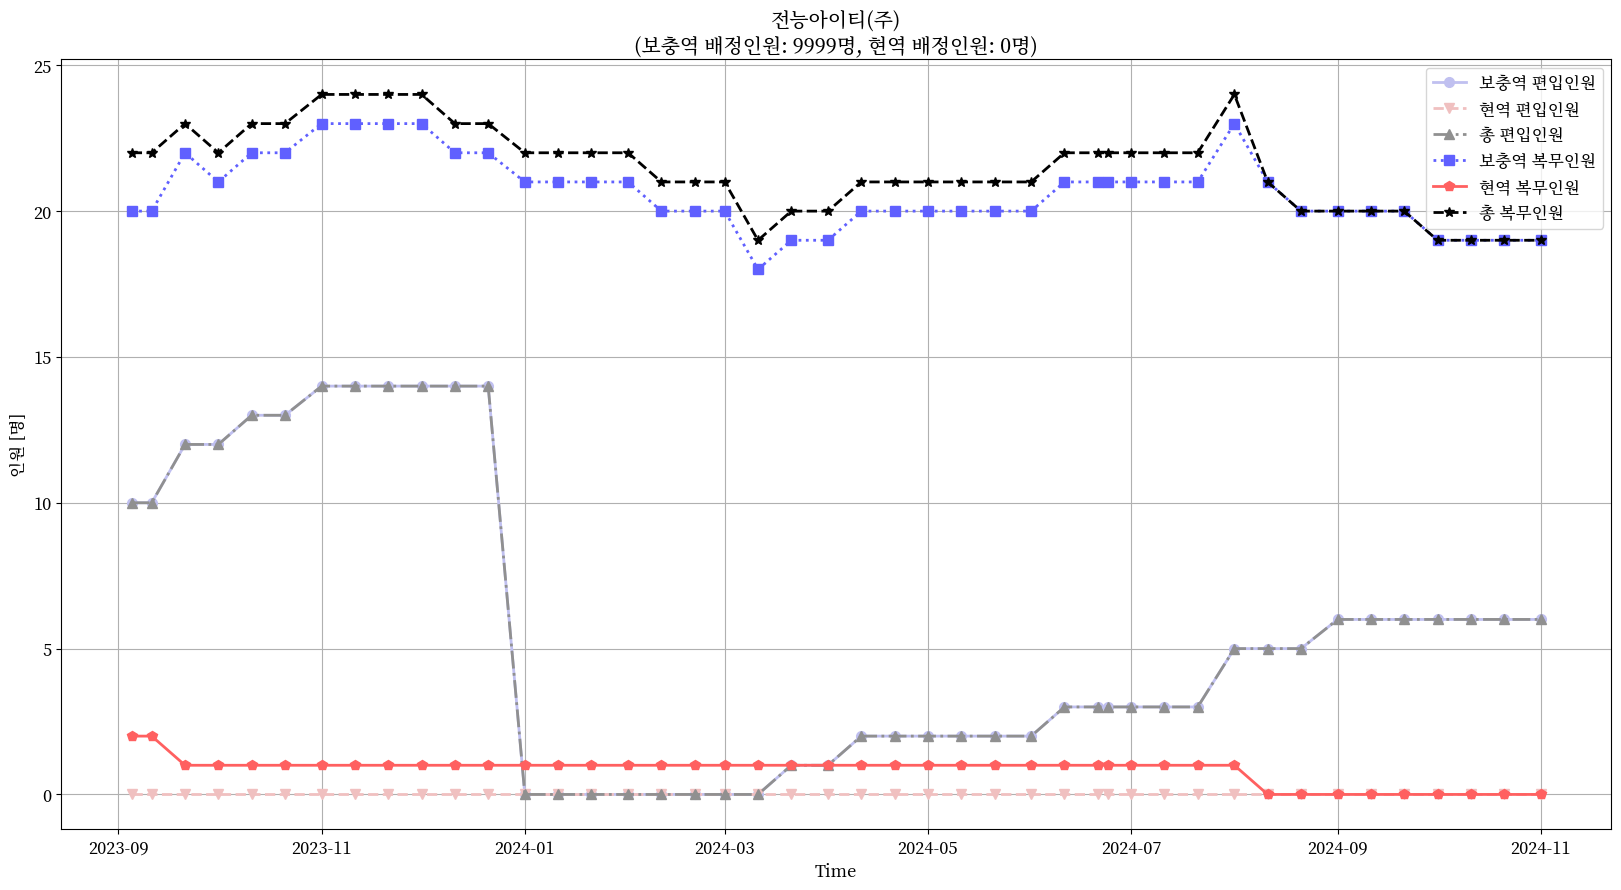 전능아이티(주)
(보충역 배정인원: 9999명, 현역 배정인원: 0명)
25
20
15
10
5
0
인원 [명]
보충역 편입인원
현역 편입인원
총 편입인원
보충역 복무인원
현역 복무인원
총 복무인원
2023-09
2023-11
2024-01
2024-03
2024-05
2024-07
2024-09
2024-11
Time